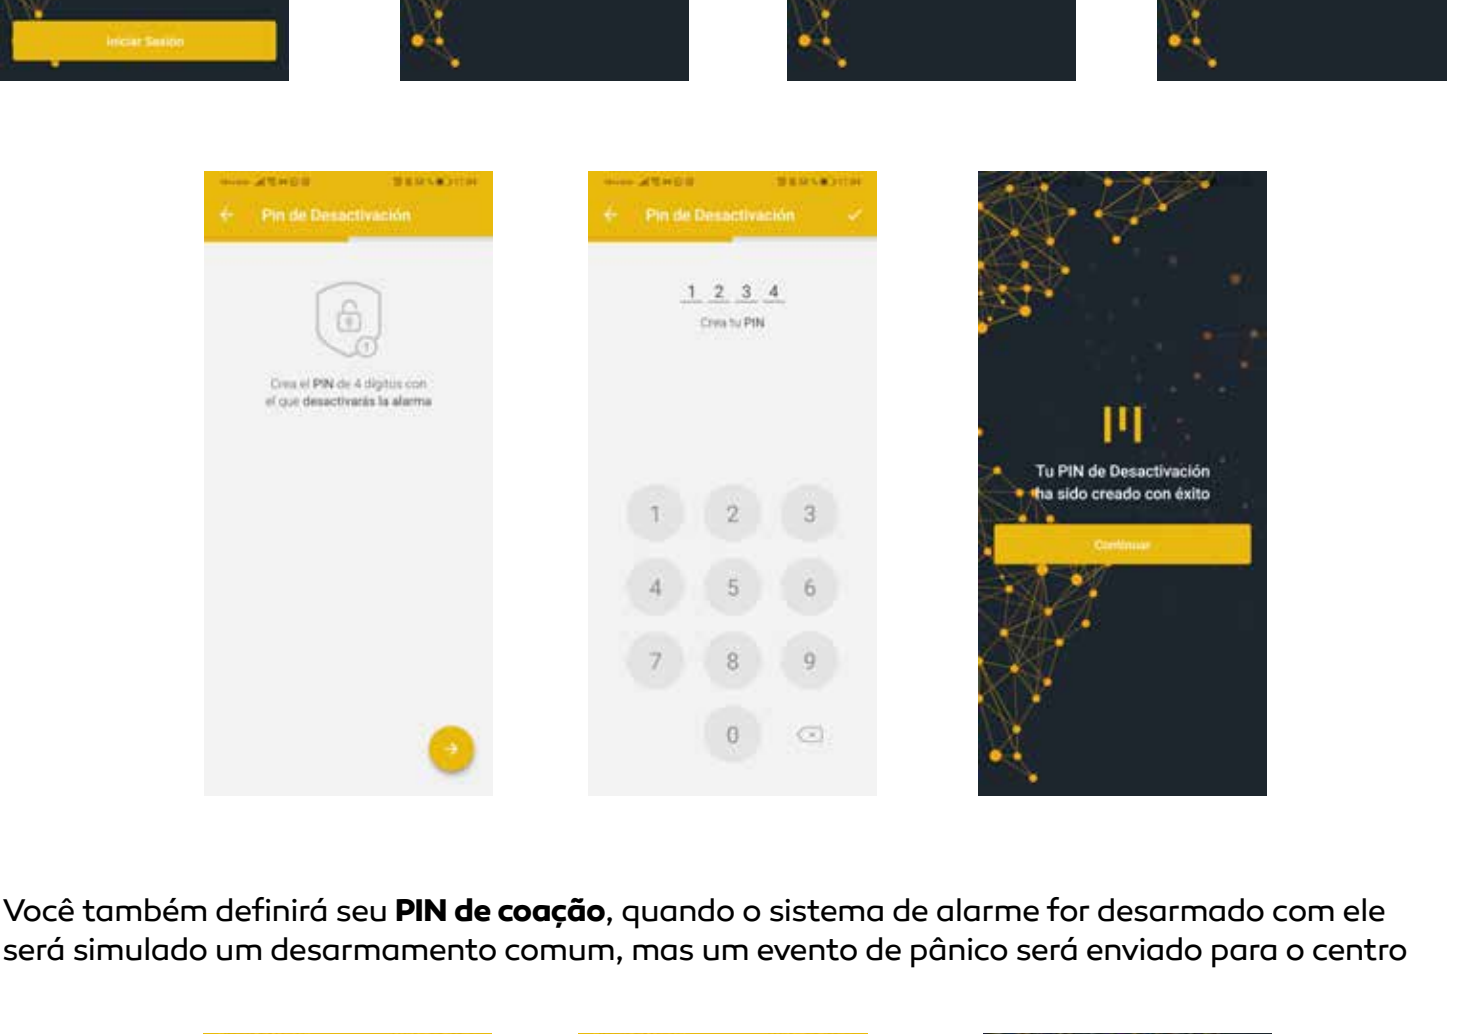 Iniciar Sesión
Pin de Desactivación
Crea el PIN de 4 dígitos con
el que desactivarás la alarma
Pin de Desactivación
1 2 3 4
Crea tu PIN
1 2 3
4 5 6
7 8 9
0
Tu PIN de Desactivación
ha sido creado con éxito
Continuar
Você também definirá seu PIN de coação, quando o sistema de alarme for desarmado com ele
será simulado um desarmamento comum, mas um evento de pânico será enviado para o centro